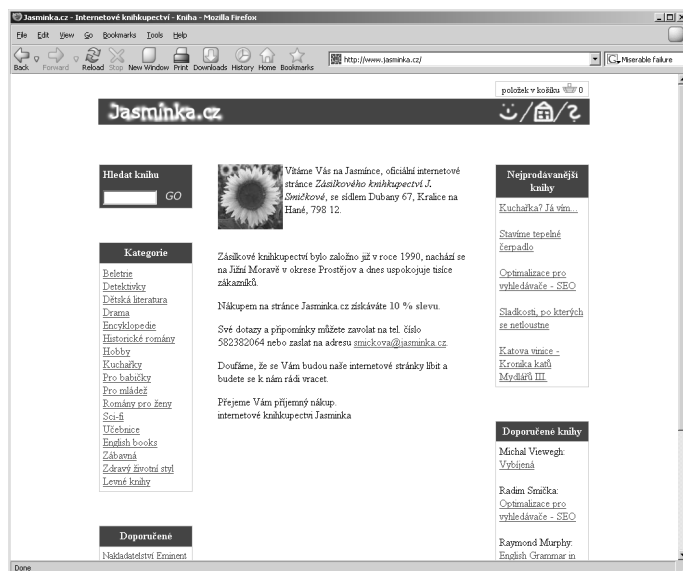 Jasminka.cz - Internetové knihkupectví - Kniha - Mozilla Firefox
File Edit View Go Bookmarks Tools Help
Back Forward Reload Stop New Window Print Downloads History Home Bookmarks
http://www.jasminka.cz/
G Miserable failure
položek v košíku 0
Jasminka.cz
Hledat knihu
GO
Kategorie
Beletrie
Detektivky
Dětská literatura
Drama
Encyklopedie
Historické romány
Hobby
Kuchařky
Pro babičky
Pro mládež
Romány pro ženy
Sci-fi
Učebnice
English books
Zábavná
Zdravý životní styl
Levné knihy
Doporučené
Nakladatelství Eminent
Vítáme Vás na Jasmínce, oficiální internetové
stránce Zásilkového knihkupectví J.
Smičkové, se sídlem Dubany 67, Kralice na
Hané, 798 12.
Zásilkové knihkupectví bylo založno již v roce 1990, nachází se
na Jižní Moravě v okrese Prostějov a dnes uspokojuje tisíce
zákazníků.
Nákupem na stránce Jasminka.cz získáváte 10 % slevu.
Své dotazy a připomínky můžete zavolat na tel. číslo
582382064 nebo zaslat na adresu smickova@jasminka.cz.
Doufáme, že se Vám budou naše internetové stránky líbit a
budete se k nám rádi vracet.
Přejeme Vám příjemný nákup.
internetové knihkupectví Jasminka
Nejprodávanější
knihy
Kuchařka? Já vím...
Stavíme tepelné
čerpadlo
Optimalizace pro
vyhledávače - SEO
Sladkosti, po kterých
se netloustne
Katova vinice -
Kronika katů
Mydlářů III.
Doporučené knihy
Michal Viewegh:
Vybíjená
Radim Smička:
Optimalizace pro
vyhledávače - SEO
Raymond Murphy:
English Grammar in
Done